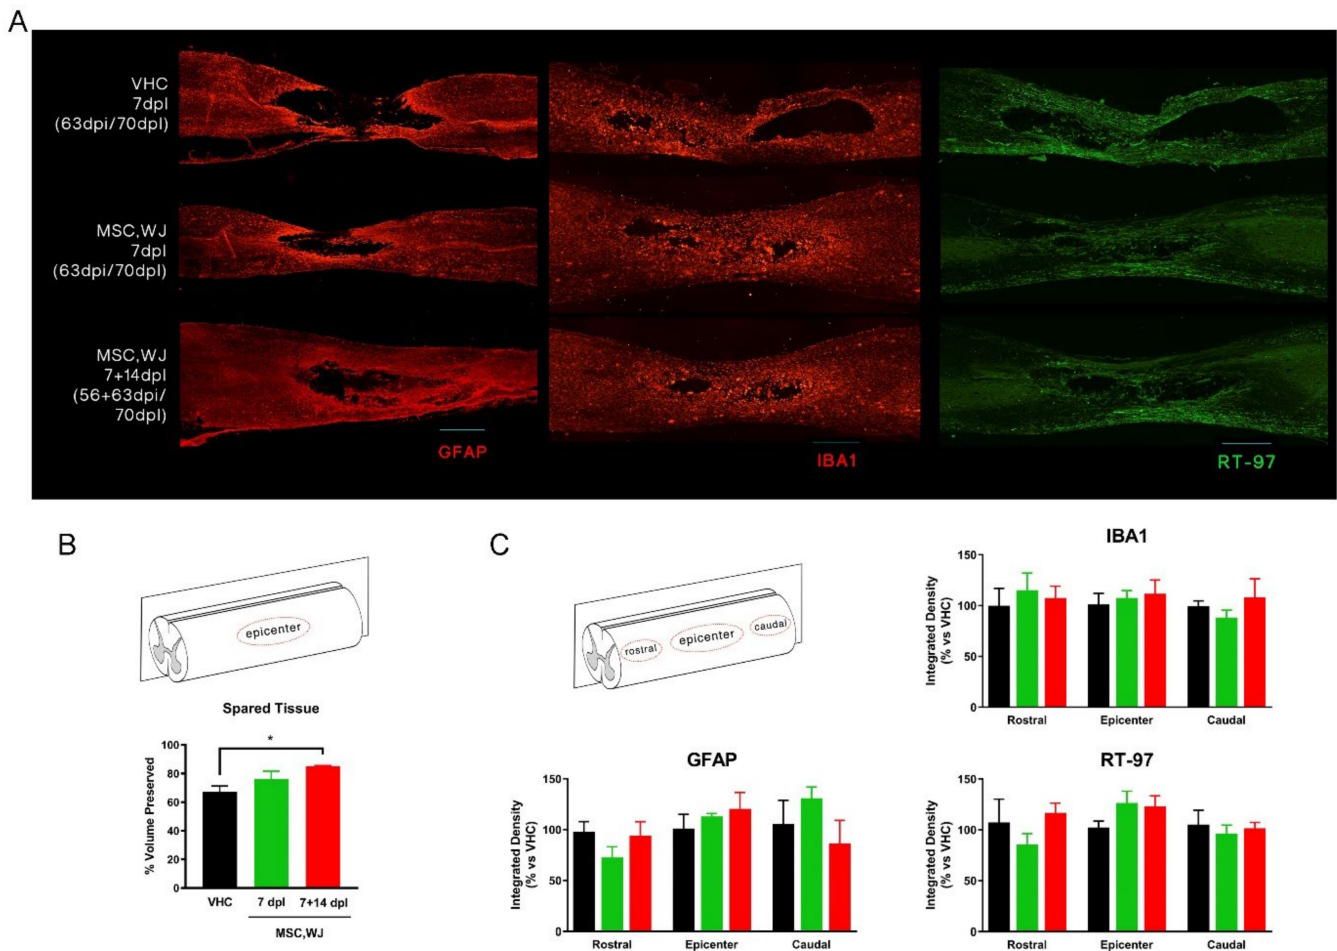 A
VHC
7dpl
(63dpi/70dpl)
MSC,WJ
7dpl
(63dpi/70dpl)
MSC,WJ
7+14dpl
(56+63dpi/
70dpl)
GFAP
IBA1
RT-97
B
epicenter
Spared Tissue
% Volume Preserved
100
80
60
40
20
0
*
VHC
7 dpl
7+14 dpl
MSC,WJ
C
rostral
epicenter
caudal
IBA1
Integrated Density
(% vs VHC)
150
100
50
0
Rostral
Epicenter
Caudal
GFAP
Integrated Density
(% vs VHC)
150
100
50
0
Rostral
Epicenter
Caudal
RT-97
Integrated Density
(% vs VHC)
150
100
50
0
Rostral
Epicenter
Caudal